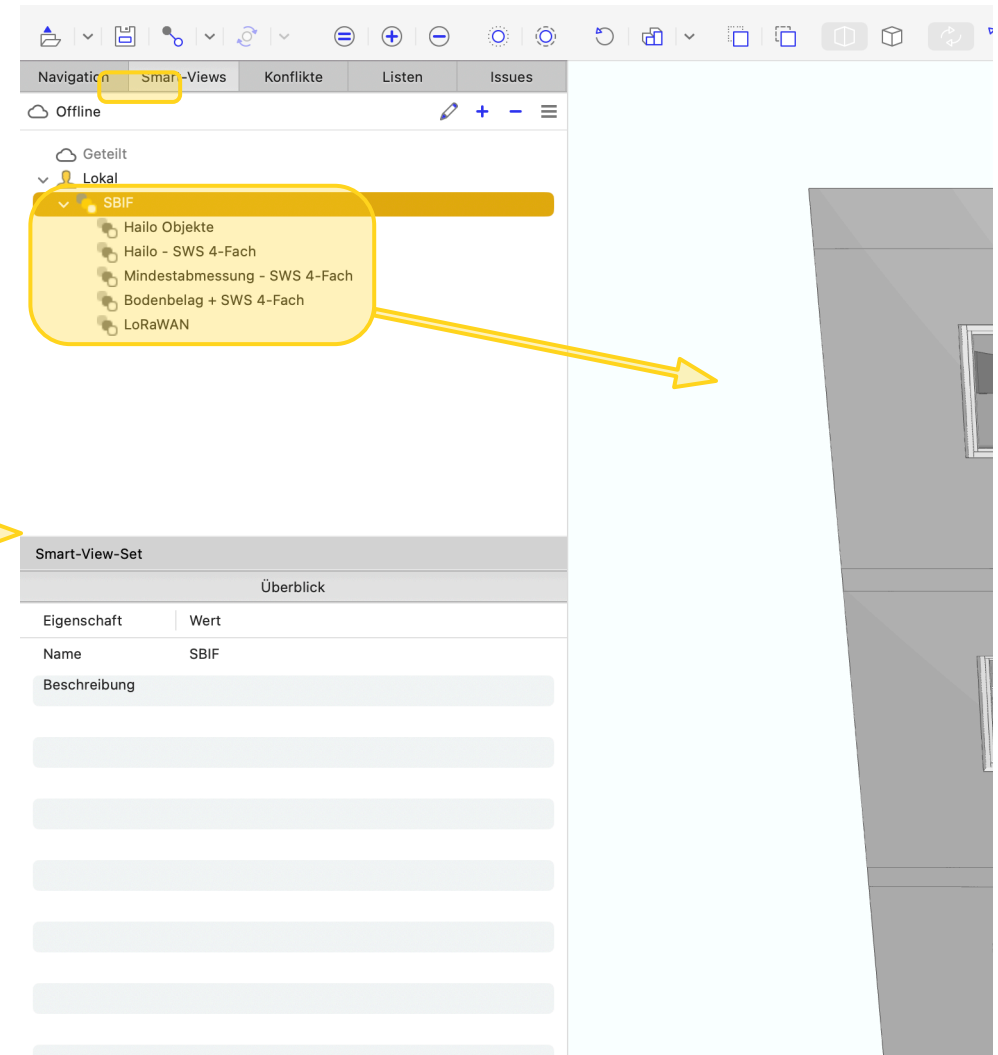 Navigation Smart-Views Konflikte Listen Issues
Offline
Geteilt
Lokal
SBIF
Hailo Objekte
Hailo - SWS 4-Fach
Mindestabmessung - SWS 4-Fach
Bodenbelag + SWS 4-Fach
LoRaWAN
Smart-View-Set
Überblick
Eigenschaft Wert
Name SBIF
Beschreibung